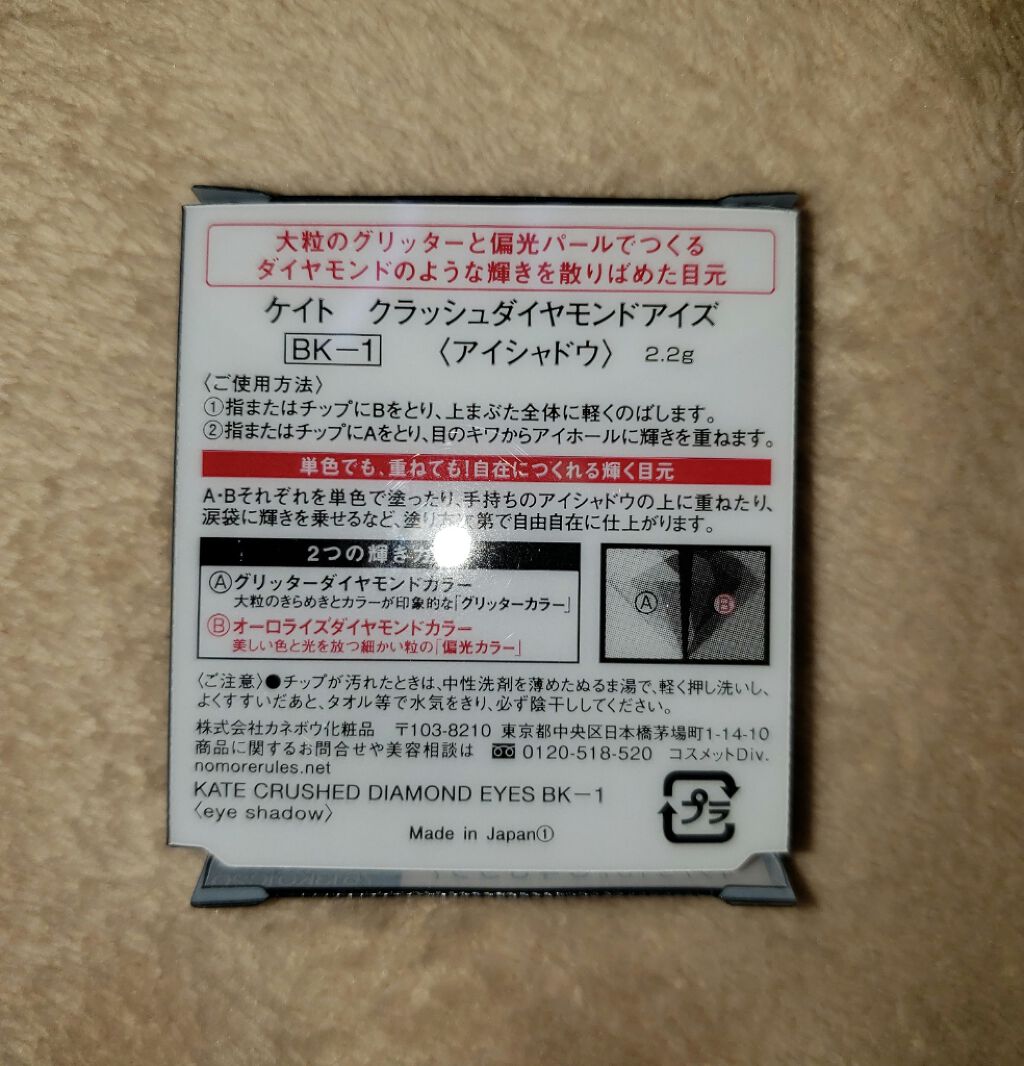 大粒のグリッターと偏光パールでつくる
ダイヤモンドのような輝きを散りばめた目元
ケイト クラッシュダイヤモンドアイズ
BK－1 〈アイシャドウ〉 2.2g
〈ご使用方法〉
①指またはチップにBをとり、上まぶた全体に軽くのばします。
②指またはチップにAをとり、目のキワからアイホールに輝きを重ねます。
単色でも、重ねても!自在につくれる輝く目元
A・Bそれぞれを単色で塗ったり、手持ちのアイシャドウの上に重ねたり、
涙袋に輝きを乗せるなど、塗り方次第で自由自在に仕上がります。
2つの輝きカ
Ⓐグリッターダイヤモンドカラー
大粒のきらめきとカラーが印象的な「グリッターカラー」
Ⓑオーロライズダイヤモンドカラー
美しい色と光を放つ細かい粒の「偏光カラー」
Ⓐ Ⓑ
〈ご注意〉●チップが汚れたときは、中性洗剤を薄めたぬるま湯で、軽く押し洗いし、
よくすすいだあと、タオル等で水気をきり、必ず陰干ししてください。
株式会社カネボウ化粧品 〒103-8210 東京都中央区日本橋茅場町1-14-10
商品に関するお問合せや美容相談は 0120-518-520 コスメットDiv.
nomorerules.net
KATE CRUSHED DIAMOND EYES BK－1
〈eye shadow〉
プラ
Made in Japan①